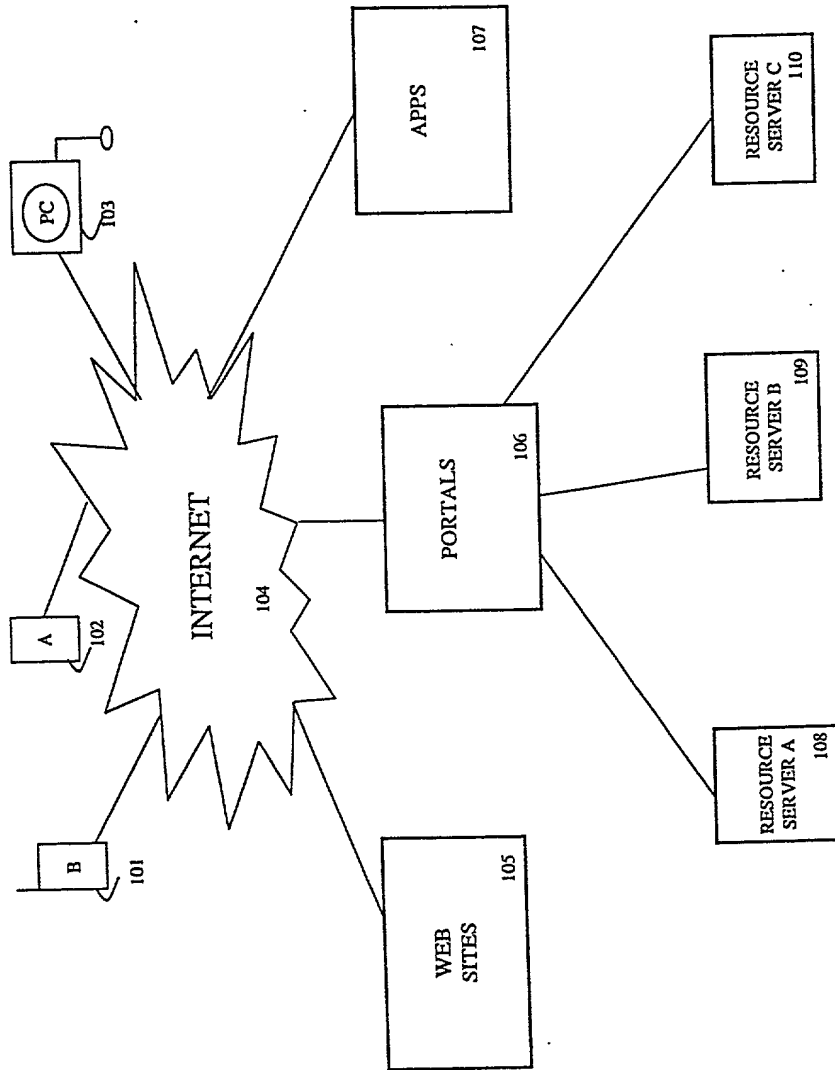 B
101
A
102
PC
103
INTERNET
104
WEB
SITES
105
PORTALS
106
APPS
107
RESOURCE
SERVER A
108
RESOURCE
SERVER B
109
RESOURCE
SERVER C
110